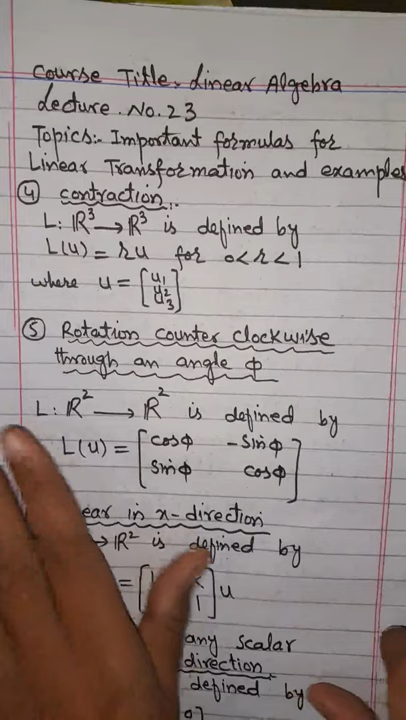 Course Title. Linear Algebra
Lecture. No. 23
Topics:- Important formulas for
Linear Transformation and examples
④ contraction:.
L: ℝ³ → ℝ³ is defined by
L(u) = ru for 0<r<1
where u = [u₁ u₂ u₃]
⑤ Rotation counter clockwise
through an angle ϕ
L: ℝ² → ℝ² is defined by
L(u) = [cosϕ -sinϕ
sinϕ cosϕ]
ear in x-direction
→ ℝ² is defined by
= [ 1] u
any scalar
direction.
defined by
0]